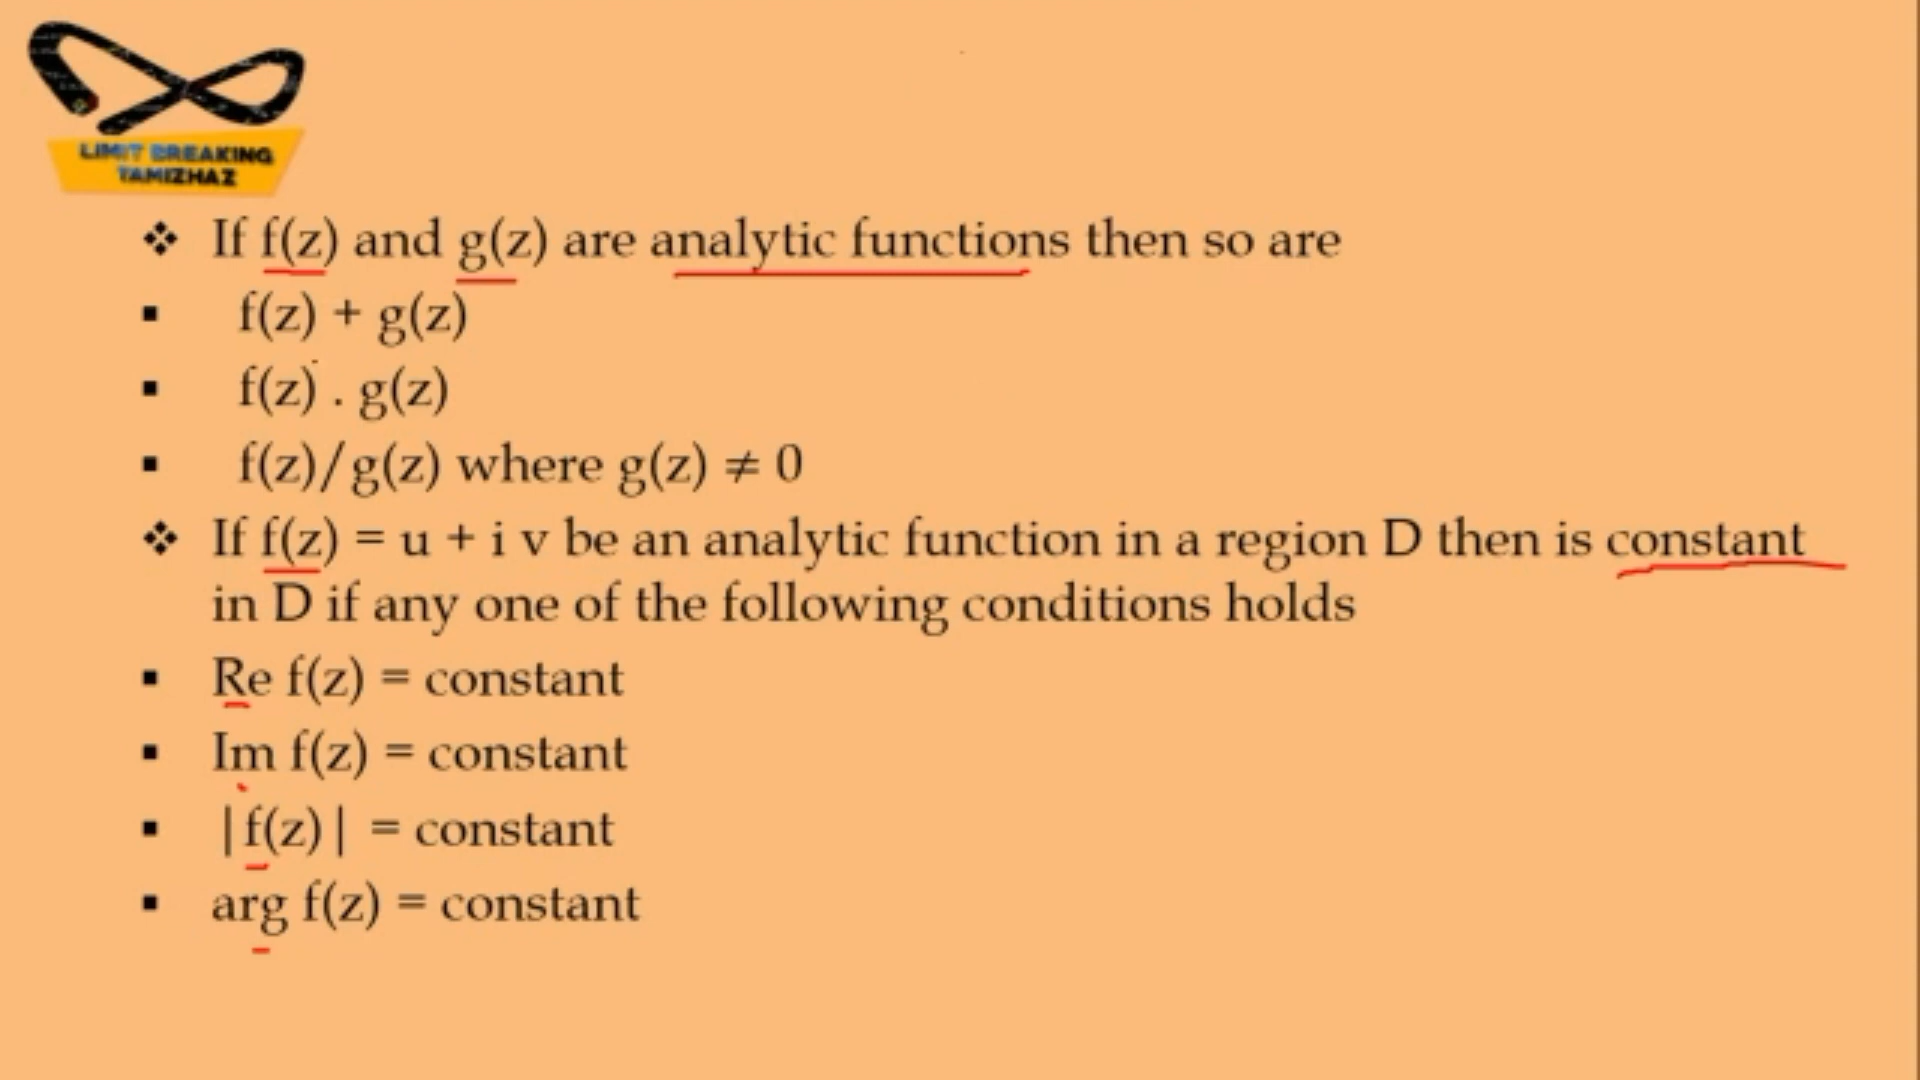 LIMIT BREAKING
TAMIZHAZ
❖ If f(z) and g(z) are analytic functions then so are
▪ f(z) + g(z)
▪ f(z) . g(z)
▪ f(z)/g(z) where g(z) ≠ 0
❖ If f(z) = u + i v be an analytic function in a region D then is constant
in D if any one of the following conditions holds
▪ Re f(z) = constant
▪ Im f(z) = constant
▪ |f(z)| = constant
▪ arg f(z) = constant